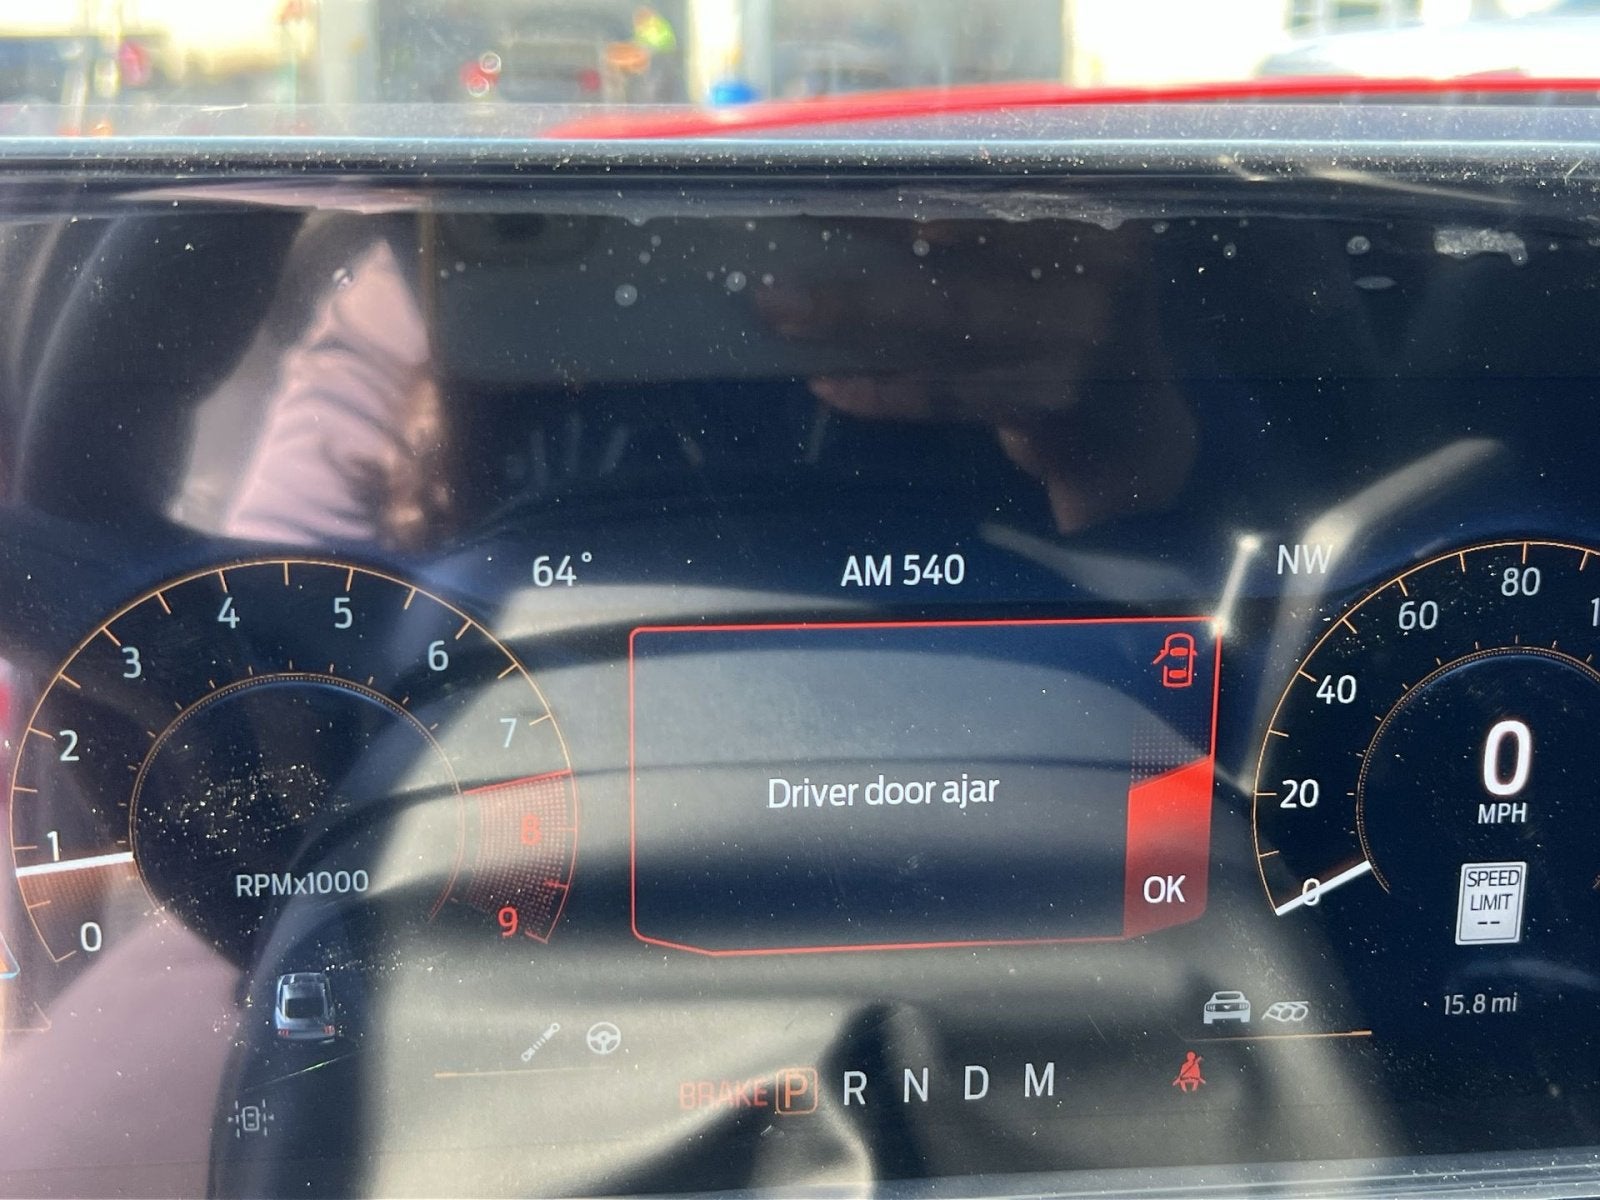 64°
AM 540
NW
0
1
2
3
4
5
6
7
8
9
RPMx1000
Driver door ajar
OK
0
20
40
60
80
0
MPH
SPEED
LIMIT
--
15.8 mi
BRAKE P R N D M